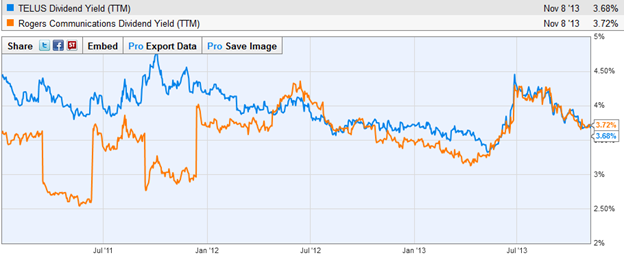 TELUS Dividend Yield (TTM) Nov 8 '13 3.68%
Rogers Communications Dividend Yield (TTM) Nov 8 '13 3.72%
Share Embed Pro Export Data Pro Save Image
5%
4.50%
4%
3.72%
3.68%
3%
2.50%
2%
Jul '11 Jan '12 Jul '12 Jan '13 Jul '13